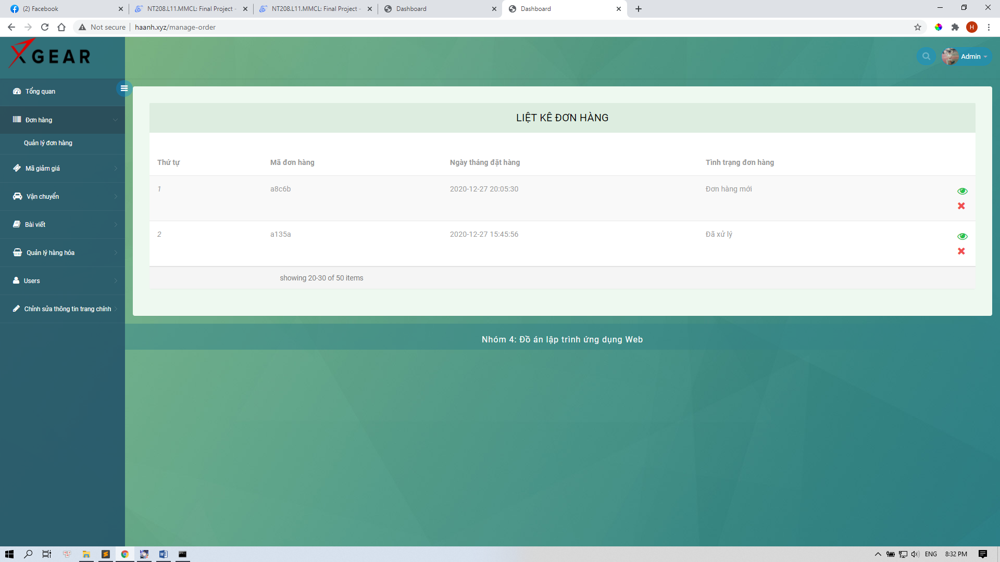 (2) Facebook
NT208.L11.MMCL: Final Project -
NT208.L11.MMCL: Final Project -
Dashboard
Dashboard
Not secure
haanh.xyz/manage-order
H
XGEAR
Admin
Tổng quan
Đơn hàng
Quản lý đơn hàng
Mã giảm giá
Vận chuyển
Bài viết
Quản lý hàng hóa
Users
Chỉnh sửa thông tin trang chính
LIỆT KÊ ĐƠN HÀNG
Thứ tự Mã đơn hàng Ngày tháng đặt hàng Tình trạng đơn hàng
1 a8c6b 2020-12-27 20:05:30 Đơn hàng mới
2 a135a 2020-12-27 15:45:56 Đã xử lý
showing 20-30 of 50 items
Nhóm 4: Đồ án lập trình ứng dụng Web
ENG
8:32 PM